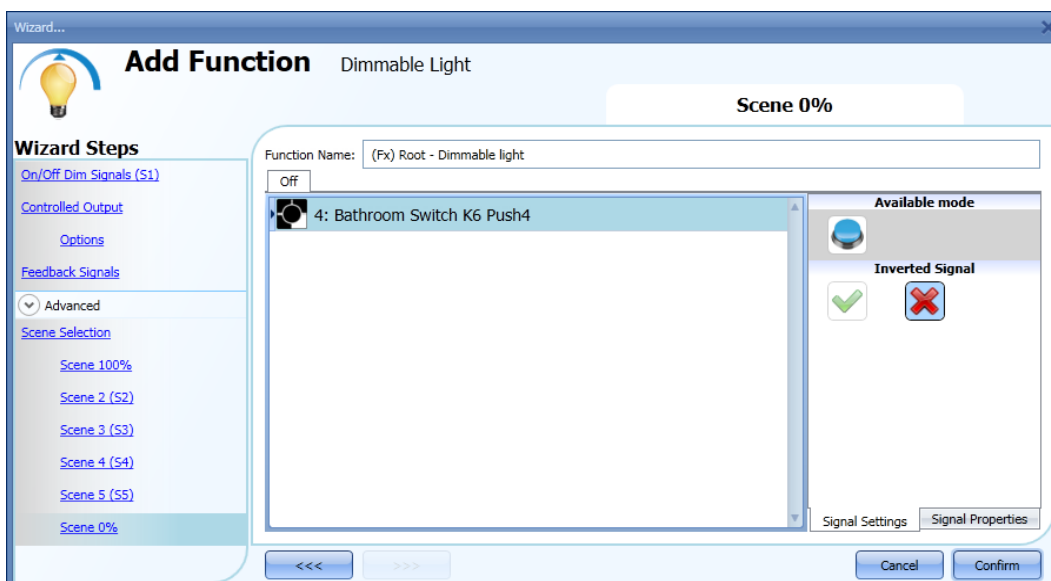 Wizard...
Add Function Dimmable Light
Scene 0%
Wizard Steps
On/Off Dim Signals (S1)
Controlled Output
Options
Feedback Signals
Advanced
Scene Selection
Scene 100%
Scene 2 (S2)
Scene 3 (S3)
Scene 4 (S4)
Scene 5 (S5)
Scene 0%
Function Name: (Fx) Root - Dimmable light
Off
4: Bathroom Switch K6 Push4
Available mode
Inverted Signal
Signal Settings Signal Properties
<<< >>> Cancel Confirm